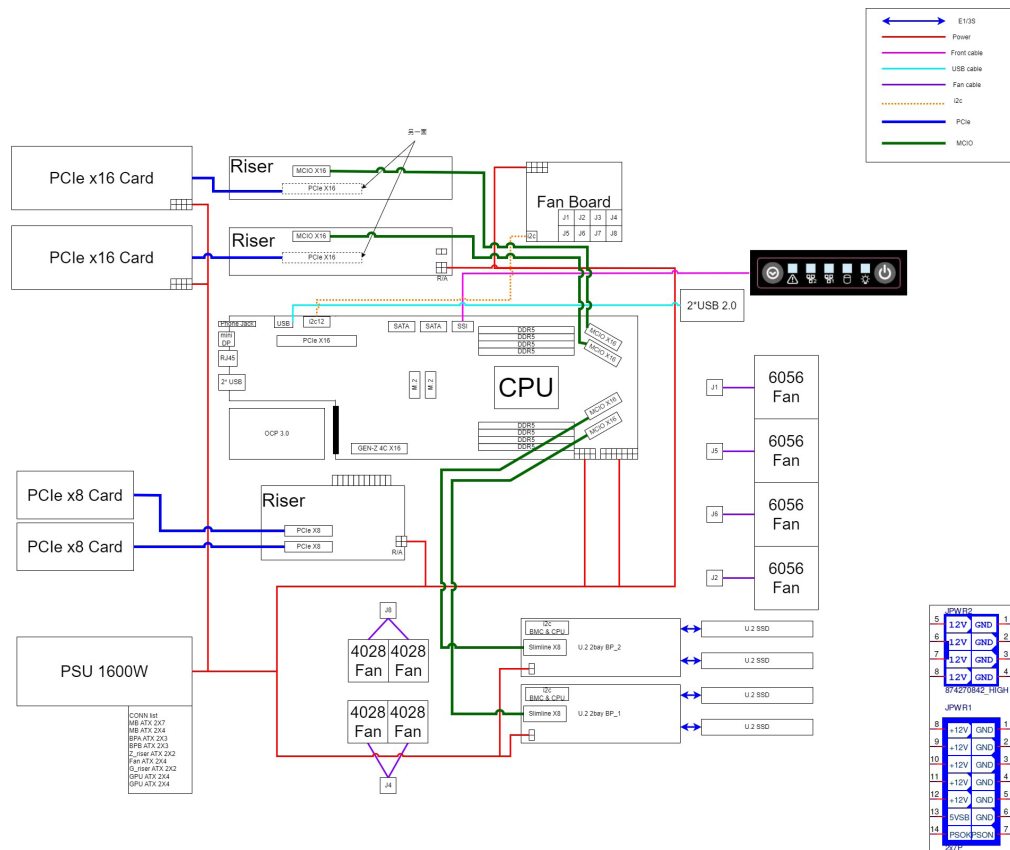 E1/3S
Power
Front cable
USB cable
Fan cable
i2c
PCIe
MCIO
另一面
PCIe x16 Card
Riser
MCIO X16
PCIe X16
Fan Board
J1 J2 J3 J4
J5 J6 J7 J8
i2c
PCIe x16 Card
Riser
MCIO X16
PCIe X16
R/A
2*USB 2.0
Phone Jack
USB
i2c12
SATA
SATA
SSI
PCIe X16
mini
DP
RJ45
2* USB
DDR5
DDR5
DDR5
DDR5
MCIO X16
MCIO X16
M.2
M.2
CPU
MCIO X16
MCIO X16
OCP 3.0
GEN-Z 4C X16
DDR5
DDR5
DDR5
DDR5
J1
6056
Fan
J5
6056
Fan
J6
6056
Fan
J2
6056
Fan
PCIe x8 Card
PCIe x8 Card
Riser
PCIe X8
PCIe X8
R/A
PSU 1600W
CONN list
MB ATX 2X7
MB ATX 2X4
BPA ATX 2X3
BPB ATX 2X3
Z_riser ATX 2X2
Fan ATX 2X4
G_riser ATX 2X2
GPU ATX 2X4
GPU ATX 2X4
J8
4028
Fan
4028
Fan
4028
Fan
4028
Fan
J4
i2c
BMC & CPU
Slimline X8
U.2 2bay BP_2
U.2 SSD
U.2 SSD
i2c
BMC & CPU
Slimline X8
U.2 2bay BP_1
U.2 SSD
U.2 SSD
JPWR2
5 12V GND 1
6 12V GND 2
7 12V GND 3
8 12V GND 4
874270842_HIGH
JPWR1
8 +12V GND 1
9 +12V GND 2
10 +12V GND 3
11 +12V GND 4
12 +12V GND 5
13 5VSB GND 6
14 PSOK PSON 7